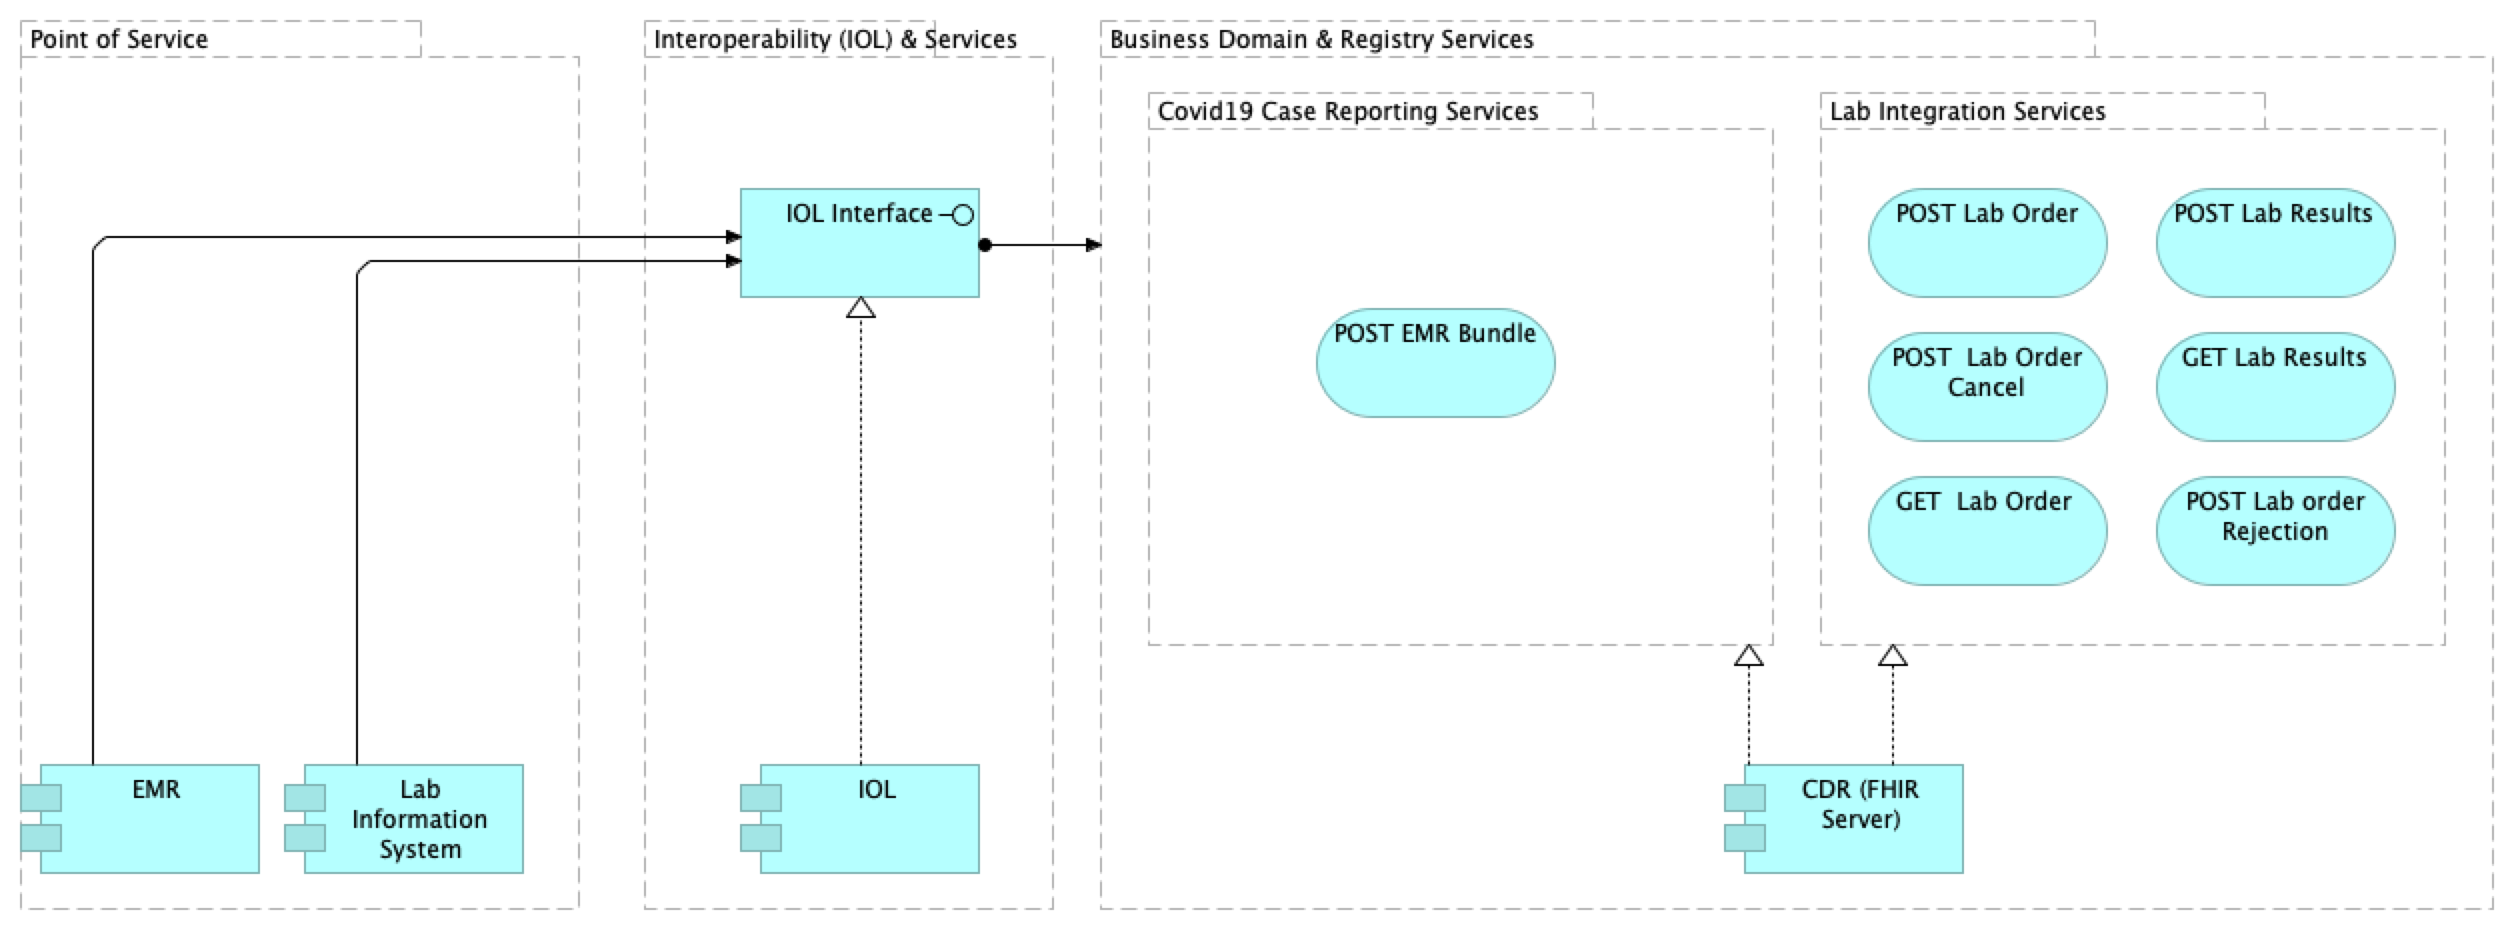 Point of Service
Interoperability (IOL) & Services
Business Domain & Registry Services
Covid19 Case Reporting Services
Lab Integration Services
IOL Interface
POST Lab Order
POST Lab Results
POST EMR Bundle
POST  Lab Order
Cancel
GET Lab Results
GET  Lab Order
POST Lab order
Rejection
EMR
Lab
Information
System
IOL
CDR (FHIR
Server)